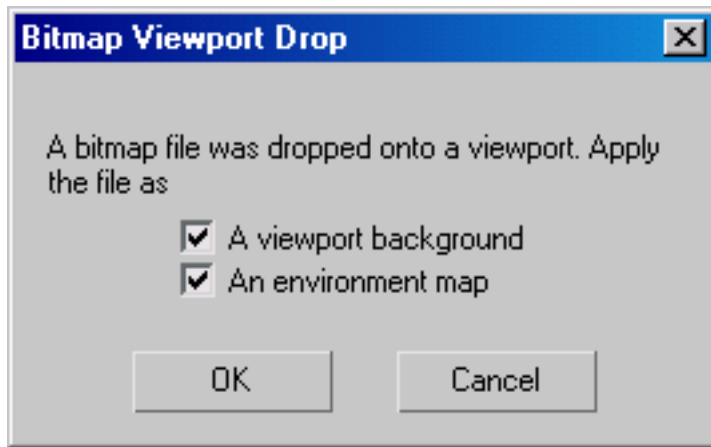 Bitmap Viewport Drop
A bitmap file was dropped onto a viewport. Apply
the file as
A viewport background
An environment map
OK
Cancel